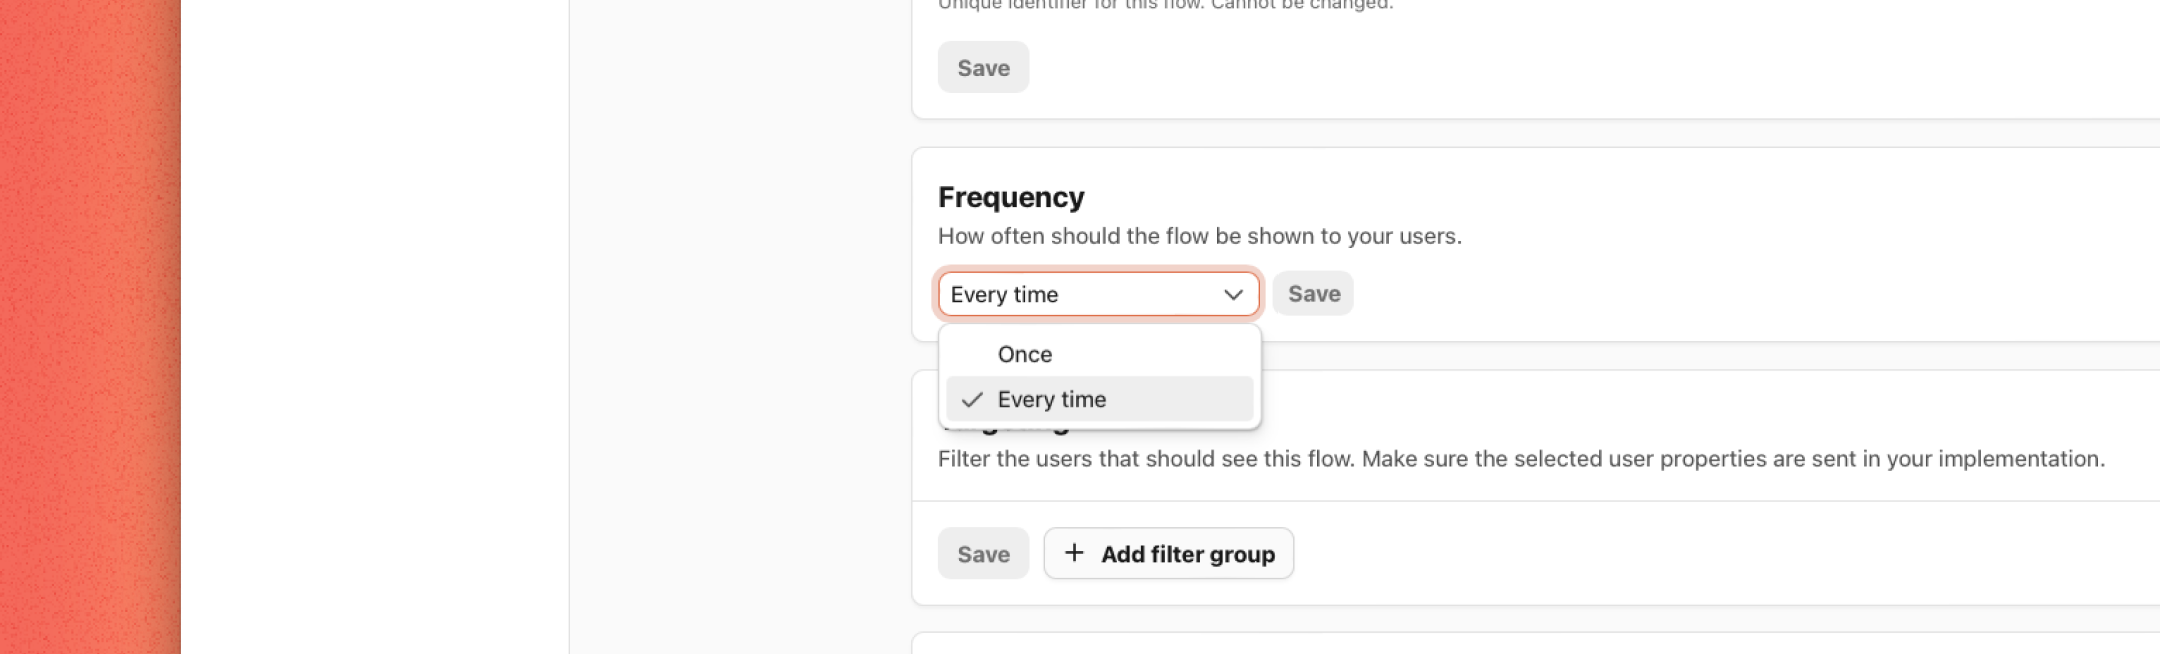 Unique identifier for this flow. Cannot be changed.
Save
Frequency
How often should the flow be shown to your users.
Every time
Save
Once
Every time
Filter the users that should see this flow. Make sure the selected user properties are sent in your implementation.
Save
Add filter group